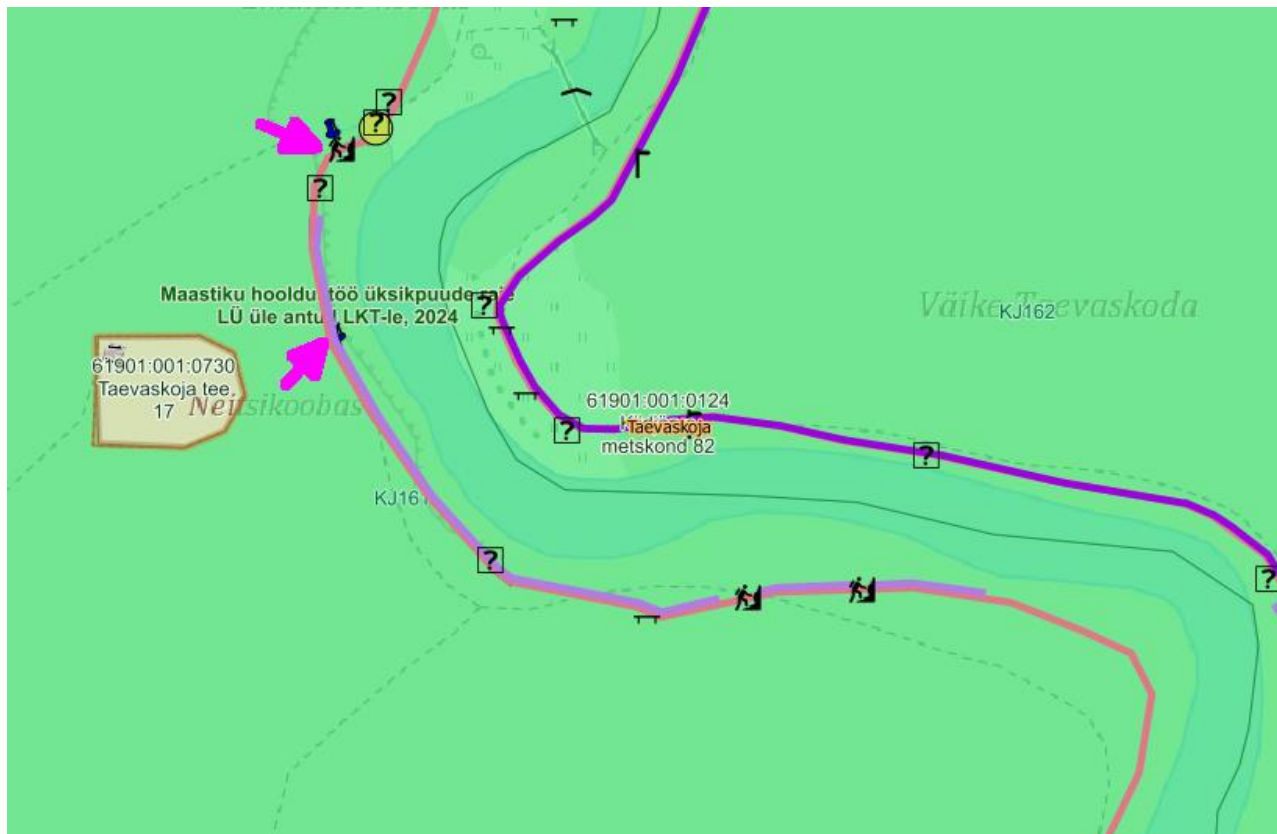 Maastiku hooldustöö üksikpuude raie
LÜ üle antud LKT-le, 2024
Väike Taevaskoda
KJ162
61901:001:0730
Taevaskoja tee
17
Neitsikoobas
61901:001:0124
Taevaskoja
metskond 82
KJ161